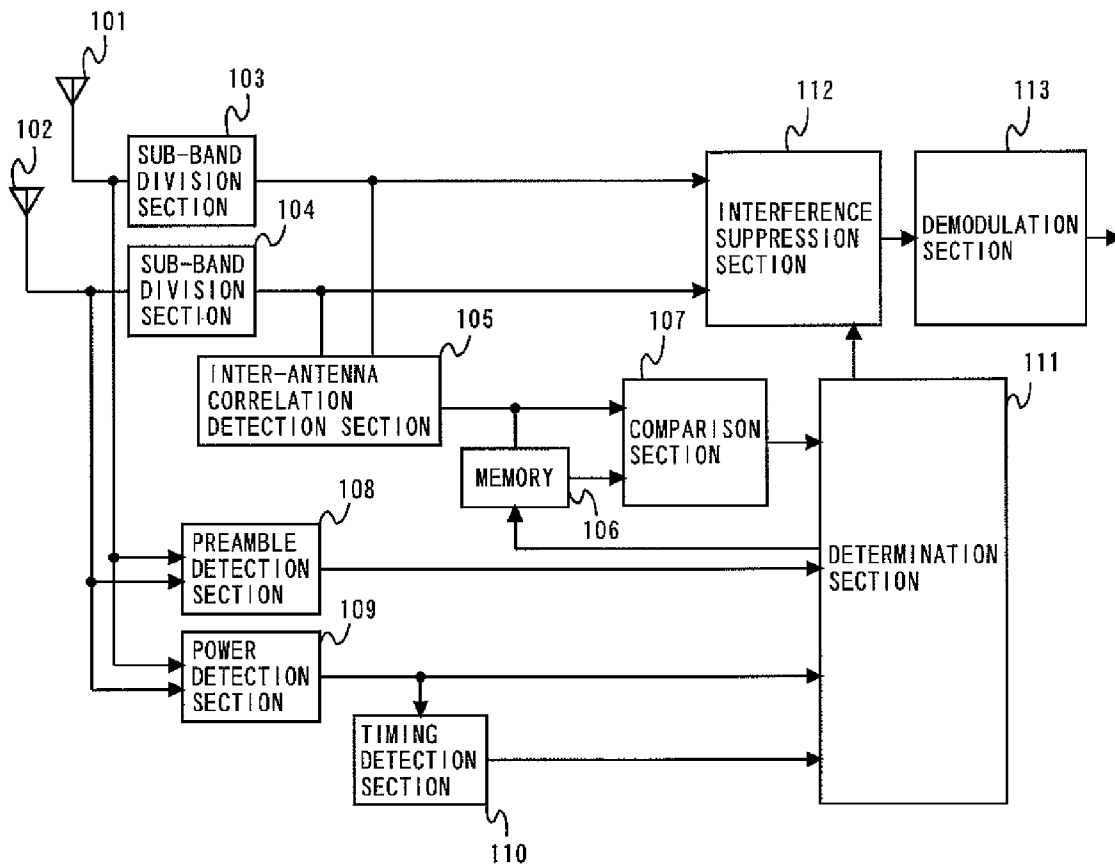 101
103
112
113
102
SUB-BAND
DIVISION
SECTION
104
SUB-BAND
DIVISION
SECTION
INTERFERENCE
SUPPRESSION
SECTION
DEMODULATION
SECTION
105
107
111
INTER-ANTENNA
CORRELATION
DETECTION SECTION
COMPARISON
SECTION
MEMORY
106
108
PREAMBLE
DETECTION
SECTION
DETERMINATION
SECTION
109
POWER
DETECTION
SECTION
TIMING
DETECTION
SECTION
110